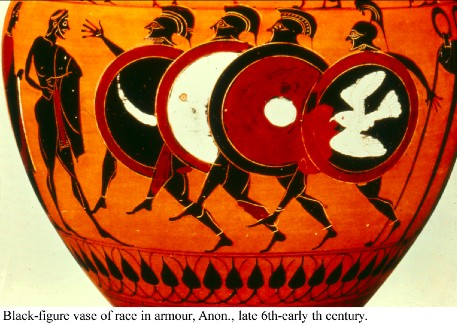 Black-figure vase of race in armour, Anon., late 6th-early th century.